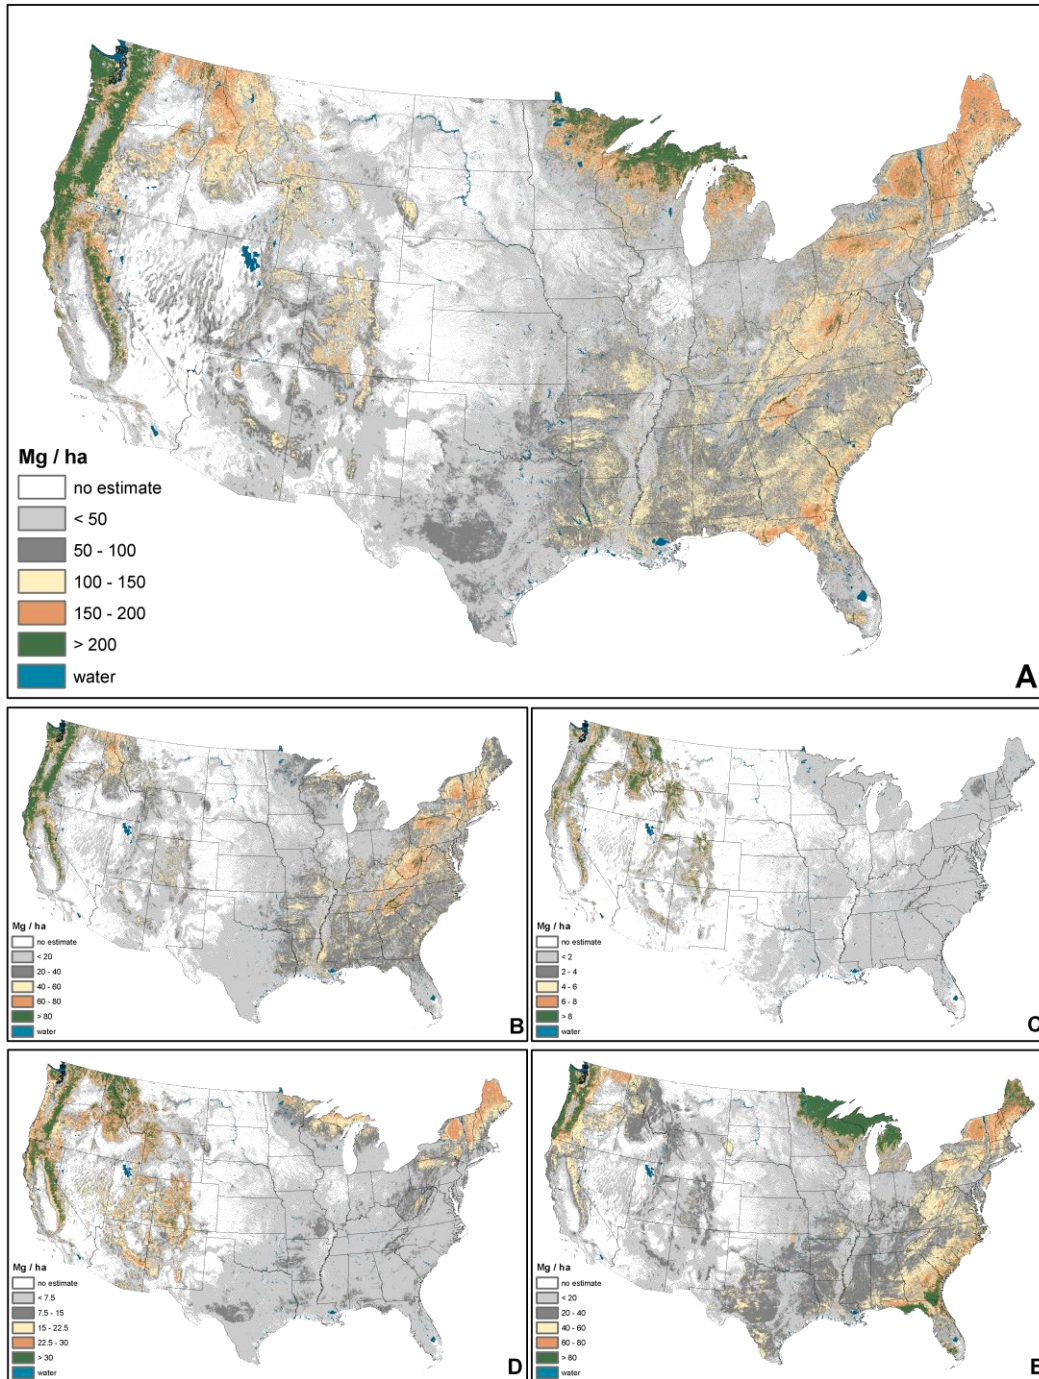 Mg / ha
no estimate
< 50
50 - 100
100 - 150
150 - 200
> 200
water
A
Mg / ha
no estimate
< 20
20 - 40
40 - 60
60 - 80
> 80
water
B
Mg / ha
no estimate
< 2
2 - 4
4 - 6
6 - 8
> 8
water
C
Mg / ha
no estimate
< 7.5
7.5 - 15
15 - 22.5
22.5 - 30
> 30
water
D
Mg / ha
no estimate
< 20
20 - 40
40 - 60
60 - 80
> 80
water
E